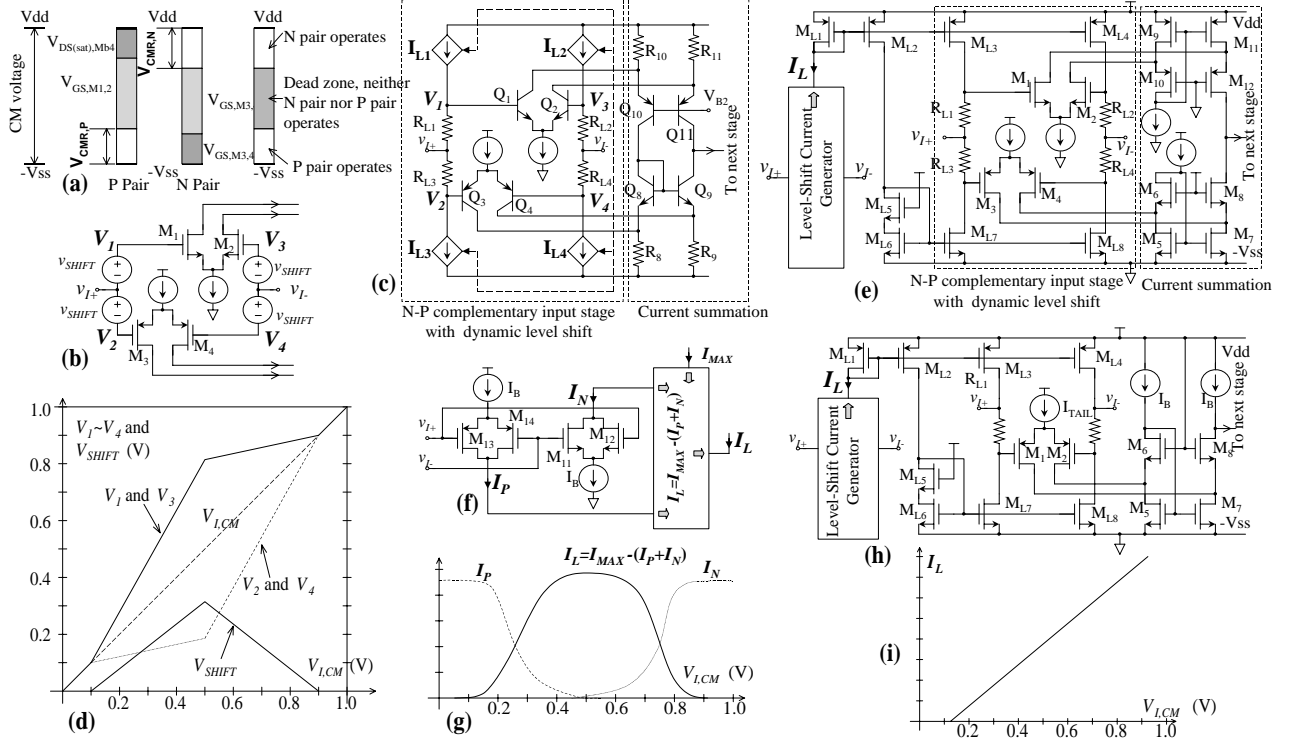 Vdd
Vdd
Vdd
CM voltage
V_DS(sat),Mb4
V_CMR,N
V_GS,M1,2
V_CMR,P
V_GS,M3,
V_GS,M3,4
N pair operates
Dead zone, neither
N pair nor P pair
operates
P pair operates
-Vss
-Vss
-Vss
(a)
P Pair
N Pair
V_1
M_1
M_2
V_3
v_SHIFT
v_SHIFT
v_I+
v_I-
v_SHIFT
v_SHIFT
V_2
M_3
M_4
V_4
(b)
I_L1
I_L2
R_10
R_11
V_1
Q_1
Q_2
V_3
Q_10
Q11
V_B2
R_L1
R_L2
v_I+
v_I-
R_L3
R_L4
V_2
Q_3
Q_4
V_4
Q_8
Q_9
To next stage
I_L3
I_L4
R_8
R_9
(c)
N-P complementary input stage
with dynamic level shift
Current summation
1.0
V_1~V_4 and
V_SHIFT (V)
0.8
V_1 and V_3
V_I,CM
0.6
0.4
V_2 and V_4
0.2
V_SHIFT
V_I,CM (V)
0.2
0.4
0.6
0.8
1.0
(d)
M_L1
M_L2
M_L3
M_L4
M_9
Vdd
M_11
I_L
M_1
M_2
M_10
M_12
R_L1
R_L2
v_I+
v_I-
Level-Shift Current
Generator
v_I+
v_I-
R_L3
R_L4
M_3
M_4
M_6
M_8
To next stage
M_L5
M_L6
M_L7
M_L8
M_5
M_7
-Vss
(e)
N-P complementary input stage
with dynamic level shift
Current summation
I_MAX
I_B
I_N
M_14
M_13
M_12
M_11
v_I+
v_I-
I_B
I_P
I_L=I_MAX-(I_P+I_N)
I_L
(f)
I_P
I_L=I_MAX-(I_P+I_N)
I_N
V_I,CM (V)
0.2
0.4
0.6
0.8
1.0
(g)
M_L1
M_L2
M_L3
M_L4
Vdd
I_L
R_L1
v_I+
I_TAIL
v_I-
I_B
I_B
To next stage
Level-Shift Current
Generator
v_I+
v_I-
M_1
M_2
M_6
M_8
M_L5
M_L6
M_L7
M_L8
M_5
M_7
-Vss
(h)
I_L
(i)
V_I,CM (V)
0.2
0.4
0.6
0.8
1.0